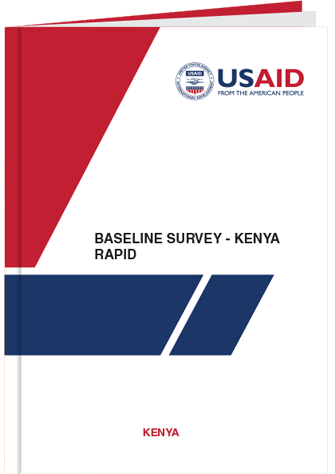 USAID
FROM THE AMERICAN PEOPLE
BASELINE SURVEY - KENYA
RAPID
KENYA